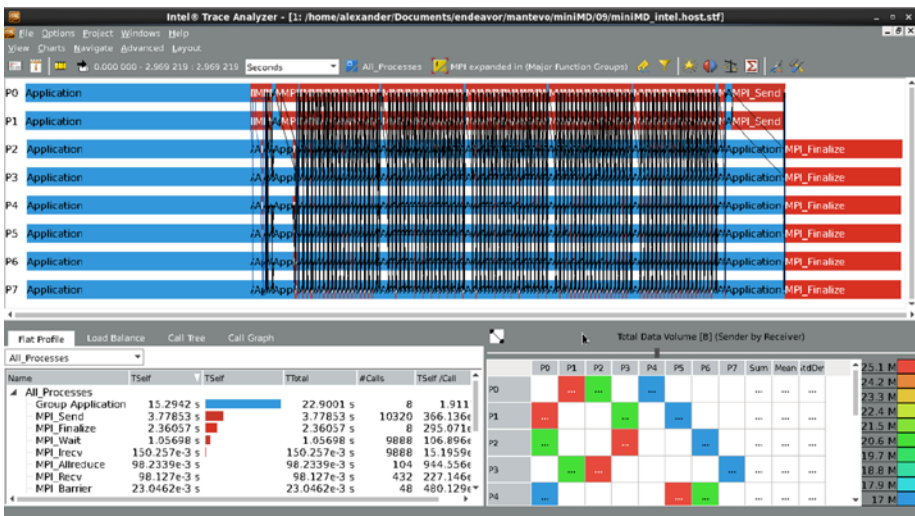 Intel® Trace Analyzer - [1: /home/alexander/Documents/endeavor/mantevo/miniMD/09/miniMD_intel.host.stf]
File Options Project Windows Help
View Charts Navigate Advanced Layout
0.000 000 - 2.969 219 : 2.969 219 Seconds All_Processes MPI expanded in (Major Function Groups)
P0 Application MPI_Send
P1 Application MPI_Send
P2 Application App Application MPI_Finalize
P3 Application App Application MPI_Finalize
P4 Application App Application MPI_Finalize
P5 Application App Application MPI_Finalize
P6 Application App Application MPI_Finalize
P7 Application App Application MPI_Finalize
Flat Profile Load Balance Call Tree Call Graph
All_Processes
Name TSelf TSelf TTotal #Calls TSelf /Call
All_Processes
Group Application 15.2942 s 22.9001 s 8 1.911
MPI_Send 3.77853 s 3.77853 s 10320 366.136e
MPI_Finalize 2.36057 s 2.36057 s 8 295.071e
MPI_Wait 1.05698 s 1.05698 s 9888 106.896e
MPI_Irecv 150.257e-3 s 150.257e-3 s 9888 15.1959e
MPI_Allreduce 98.2339e-3 s 98.2339e-3 s 104 944.556e
MPI_Recv 98.127e-3 s 98.127e-3 s 432 227.146e
MPI_Barrier 23.0462e-3 s 23.0462e-3 s 48 480.129e
Total Data Volume [B] (Sender by Receiver)
P0 P1 P2 P3 P4 P5 P6 P7 Sum Mean StdDev
P0 ... ... ... ... ... ...
P1 ... ... ... ... ... ...
P2 ... ... ... ... ... ...
P3 ... ... ... ... ... ...
P4 ... ... ... ... ... ...
25.1 M
24.2 M
23.3 M
22.4 M
21.5 M
20.6 M
19.7 M
18.8 M
17.9 M
17 M